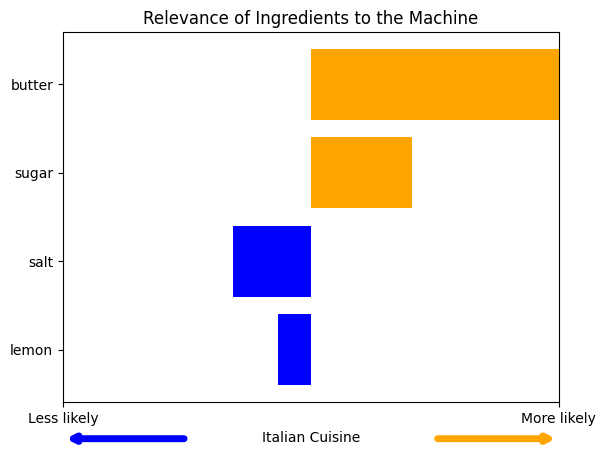 Relevance of Ingredients to the Machine
butter
sugar
salt
lemon
Less likely
More likely
Italian Cuisine